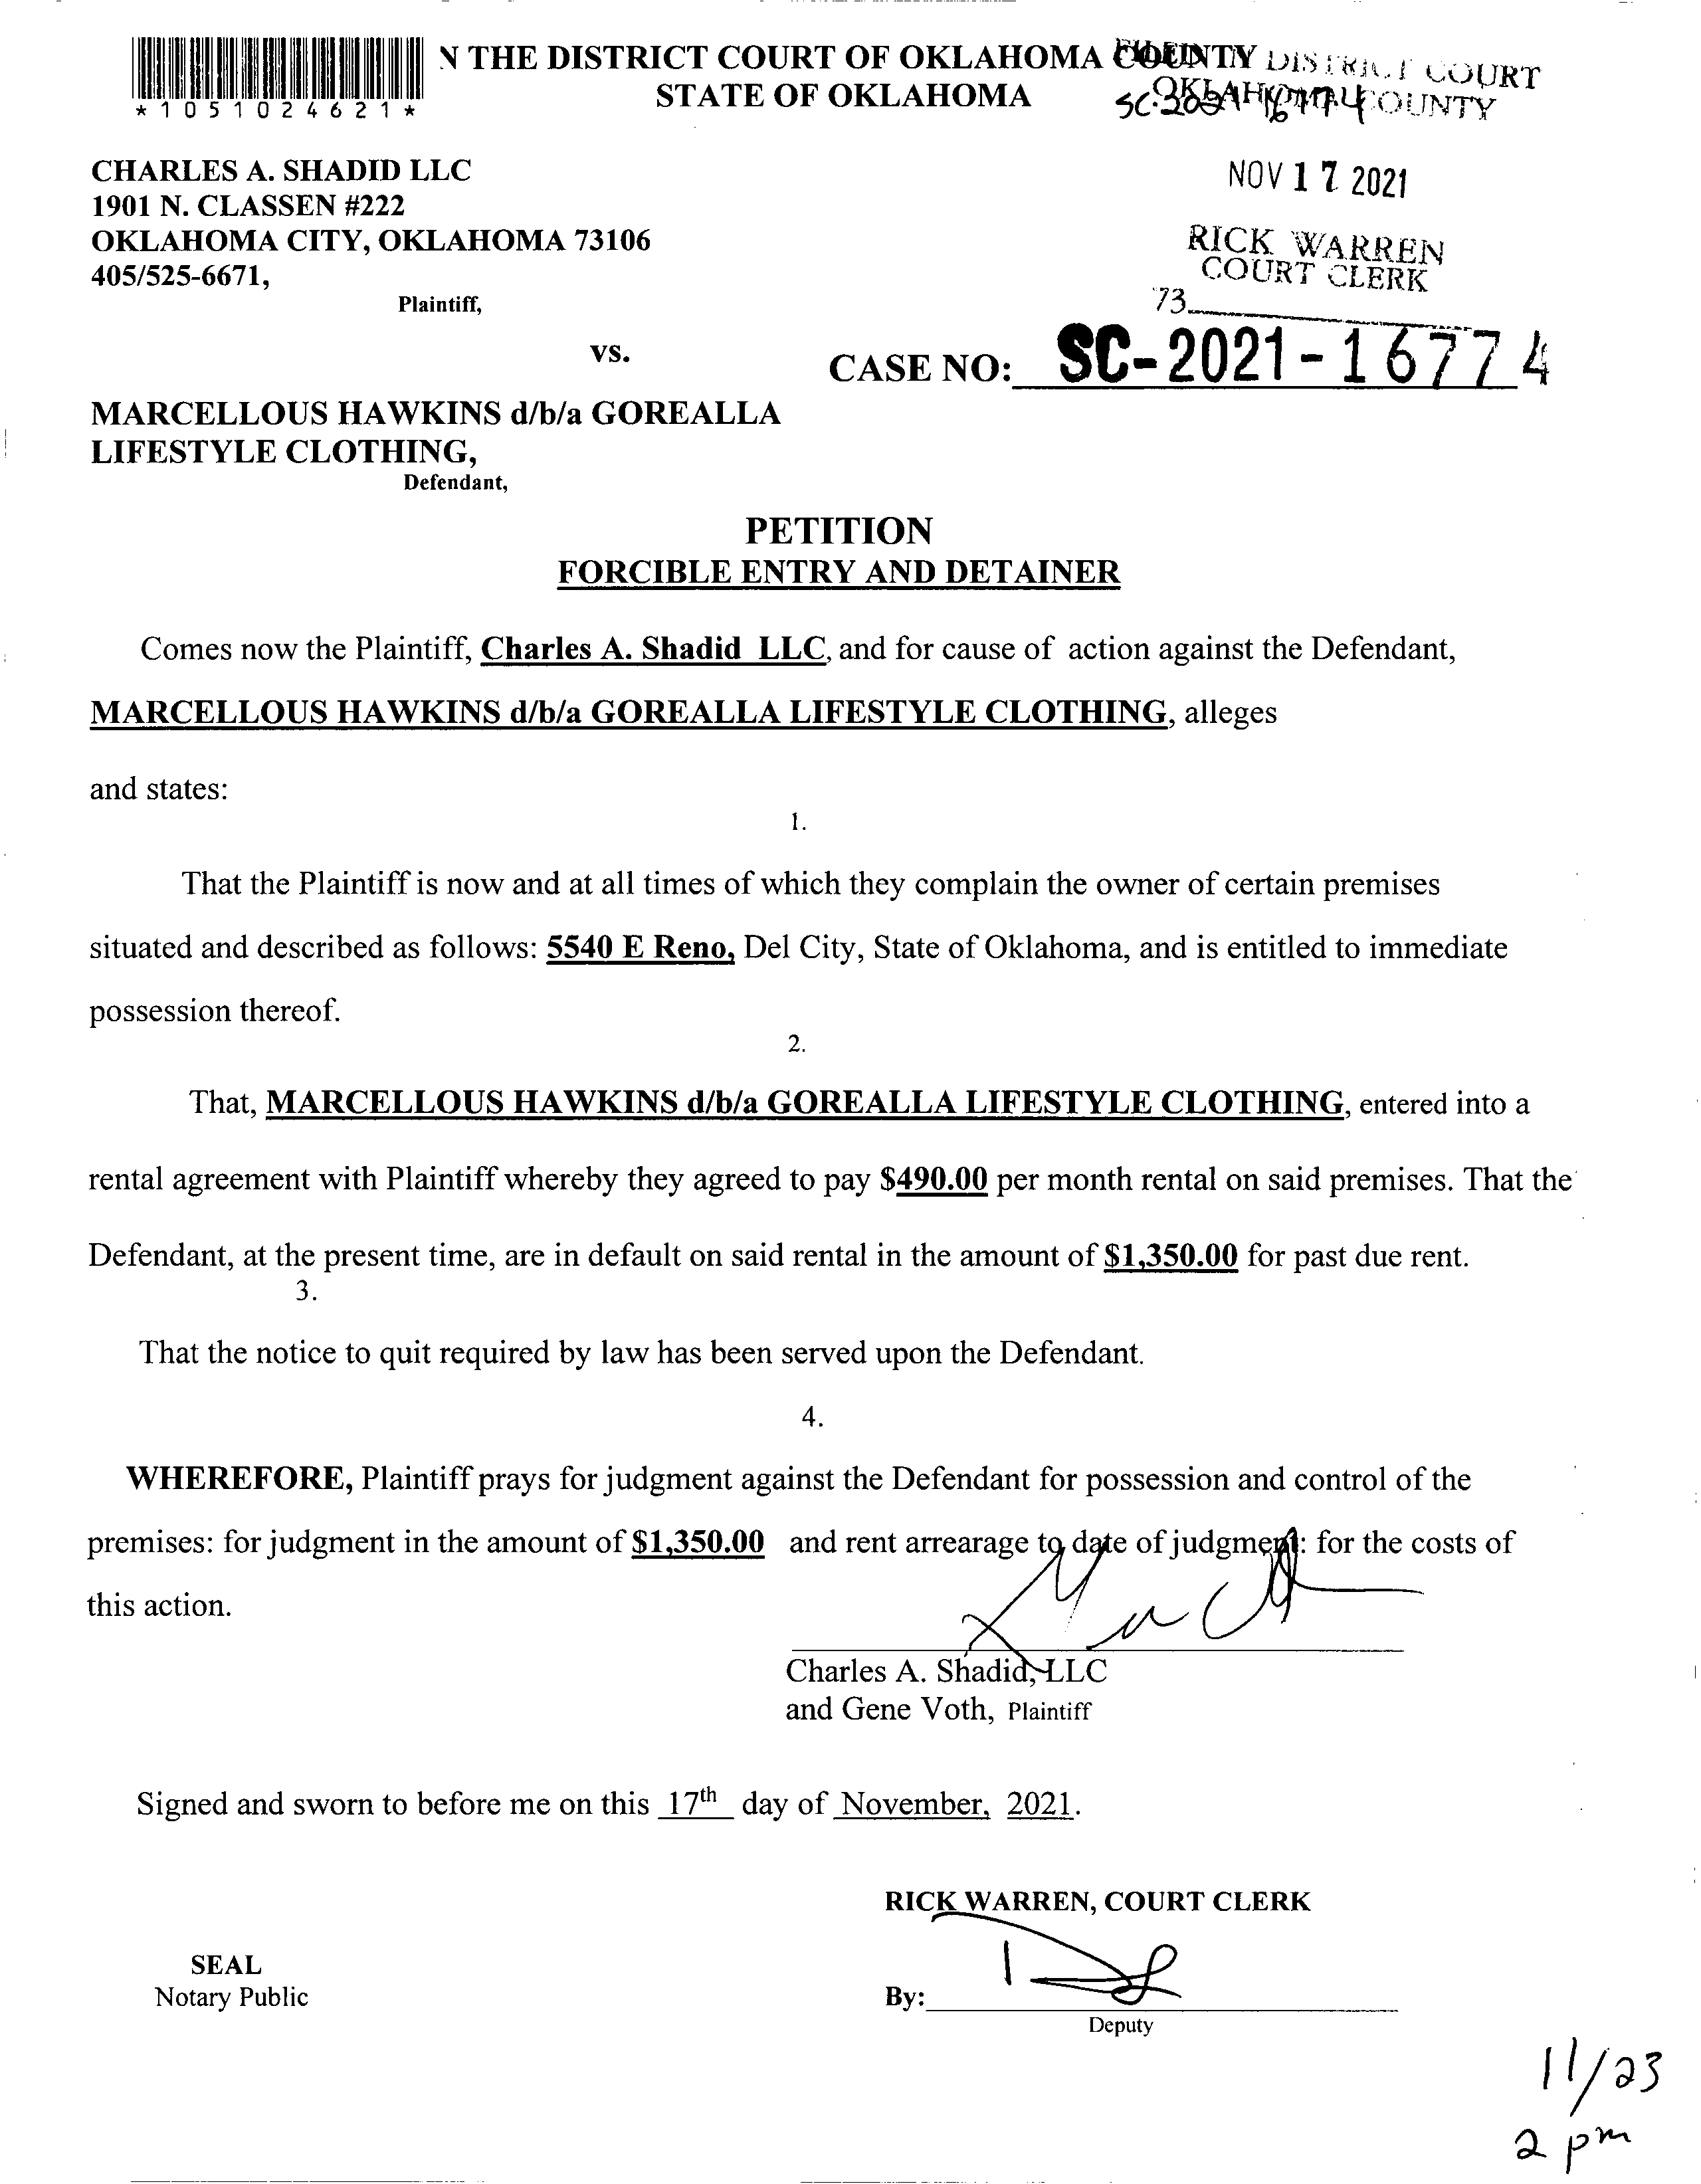 N THE DISTRICT COURT OF OKLAHOMA COUNTY
STATE OF OKLAHOMA
*1051024621*
FILED IN DISTRICT COURT
OKLAHOMA COUNTY
SC-2021-16774
NOV 17 2021
RICK WARREN
COURT CLERK
73
CHARLES A. SHADID LLC
1901 N. CLASSEN #222
OKLAHOMA CITY, OKLAHOMA 73106
405/525-6671,
Plaintiff,
vs.
CASE NO: SC-2021-16774
MARCELLOUS HAWKINS d/b/a GOREALLA
LIFESTYLE CLOTHING,
Defendant,
PETITION
FORCIBLE ENTRY AND DETAINER
Comes now the Plaintiff, Charles A. Shadid LLC, and for cause of action against the Defendant,
MARCELLOUS HAWKINS d/b/a GOREALLA LIFESTYLE CLOTHING, alleges
and states:
1.
That the Plaintiff is now and at all times of which they complain the owner of certain premises
situated and described as follows: 5540 E Reno, Del City, State of Oklahoma, and is entitled to immediate
possession thereof.
2.
That, MARCELLOUS HAWKINS d/b/a GOREALLA LIFESTYLE CLOTHING, entered into a
rental agreement with Plaintiff whereby they agreed to pay $490.00 per month rental on said premises. That the
Defendant, at the present time, are in default on said rental in the amount of $1,350.00 for past due rent.
3.
That the notice to quit required by law has been served upon the Defendant.
4.
WHEREFORE, Plaintiff prays for judgment against the Defendant for possession and control of the
premises: for judgment in the amount of $1,350.00 and rent arrearage to date of judgment: for the costs of
this action.
Charles A. Shadid, LLC
and Gene Voth, Plaintiff
Signed and sworn to before me on this 17th day of November, 2021.
RICK WARREN, COURT CLERK
SEAL
Notary Public
By:
Deputy
11/23
2 pm